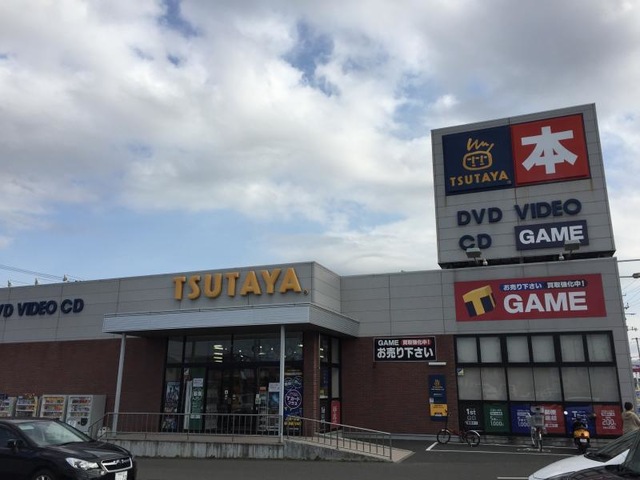 本
TSUTAYA
DVD VIDEO
CD GAME
TSUTAYA
DVD VIDEO CD
お売り下さい 買取強化中!
GAME
GAME 買取強化中!
お売り下さい